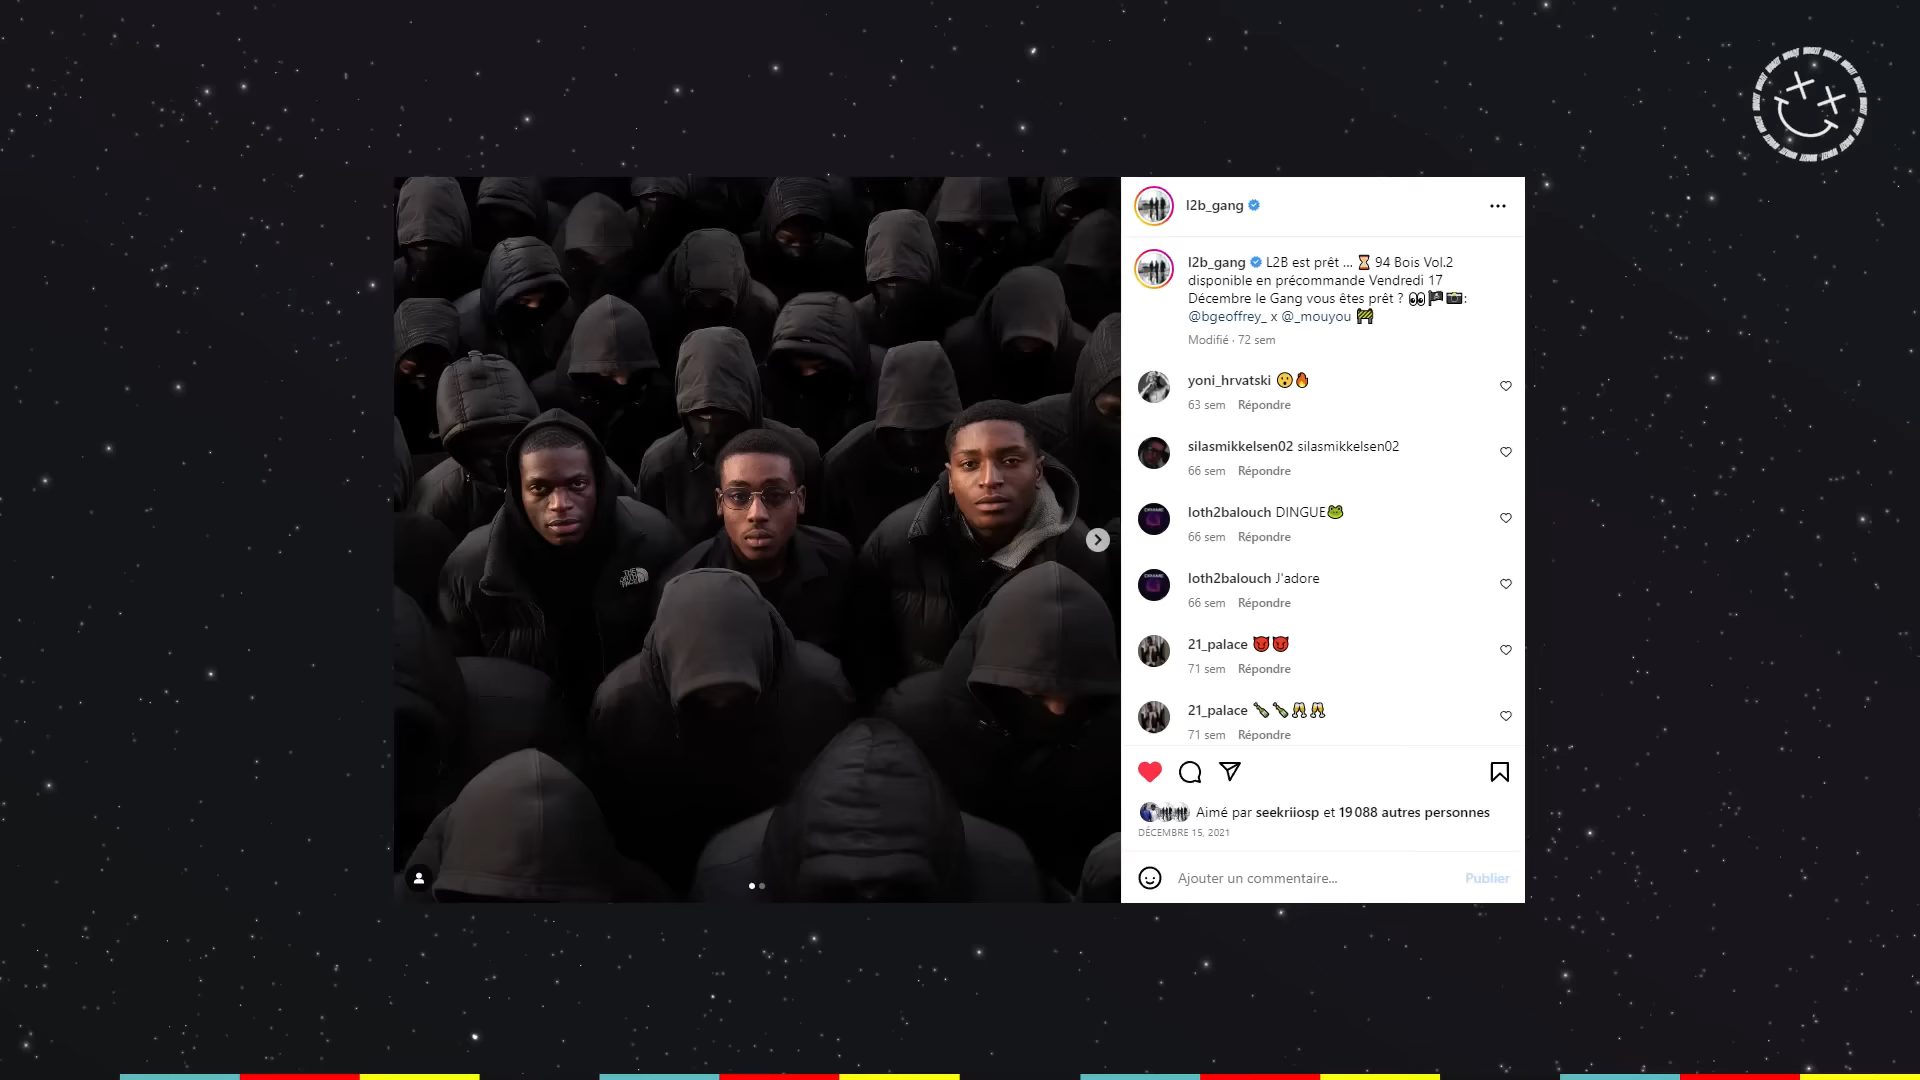 l2b_gang
l2b_gang L2B est prêt ... ⏳ 94 Bois Vol.2
disponible en précommande Vendredi 17
Décembre le Gang vous êtes prêt ? 👀🏴‍☠️📷:
@bgeoffrey_ x @_mouyou 🚧
Modifié · 72 sem
yoni_hrvatski 😮🔥
63 sem Répondre
silasmikkelsen02 silasmikkelsen02
66 sem Répondre
loth2balouch DINGUE🐸
66 sem Répondre
loth2balouch J'adore
66 sem Répondre
21_palace 😈😈
71 sem Répondre
21_palace 🍾🍾🥂🥂
71 sem Répondre
Aimé par seekriiosp et 19 088 autres personnes
DÉCEMBRE 15, 2021
Ajouter un commentaire...
Publier
THE
NORTH
FACE